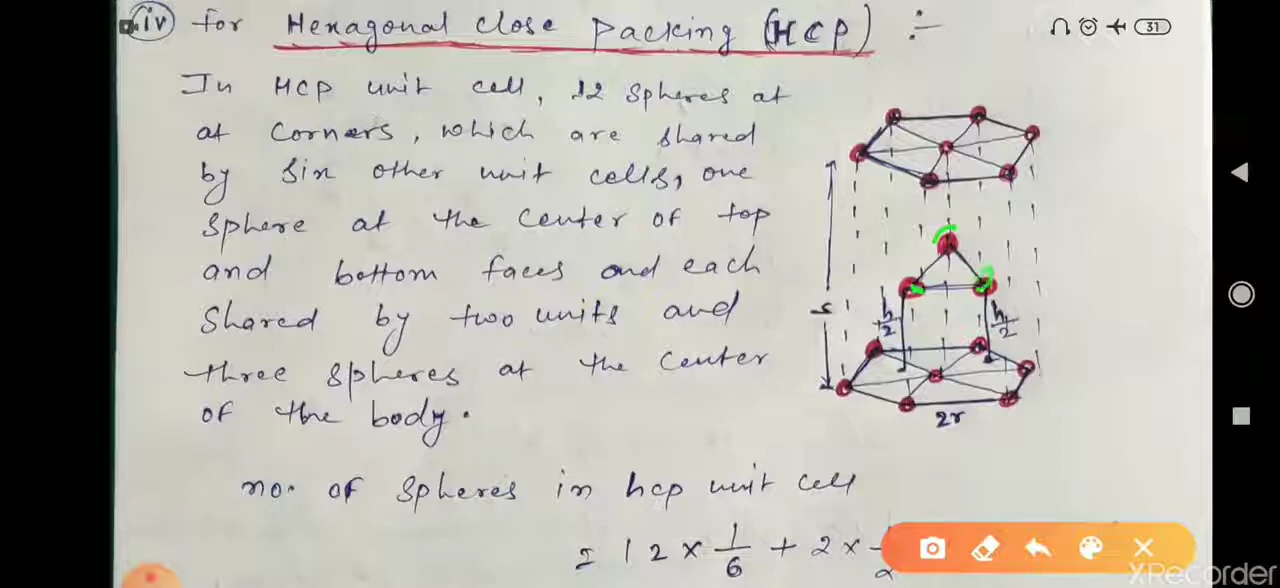 iv) for Hexagonal close Packing (HCP) :-
31
In HCP unit cell, 12 spheres at
at corners, which are shared
by six other unit cells, one
sphere at the center of top
and bottom faces and each
shared by two units and
three spheres at the center
of the body.
h
h/2
h/2
2r
no. of spheres in hcp unit cell
= 12 × 1/6 + 2 ×
XRecorder